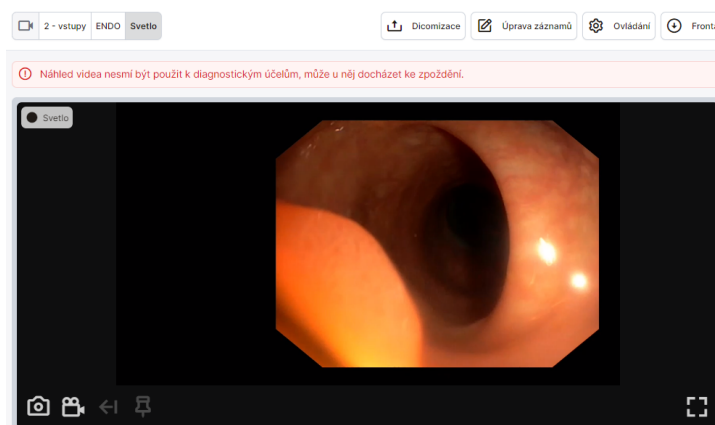 2 - vstupy ENDO Svetlo Dicomizace Úprava záznamů Ovládání
Náhled videa nesmí být použit k diagnostickým účelům, může u něj docházet ke zpoždění.
Svetlo